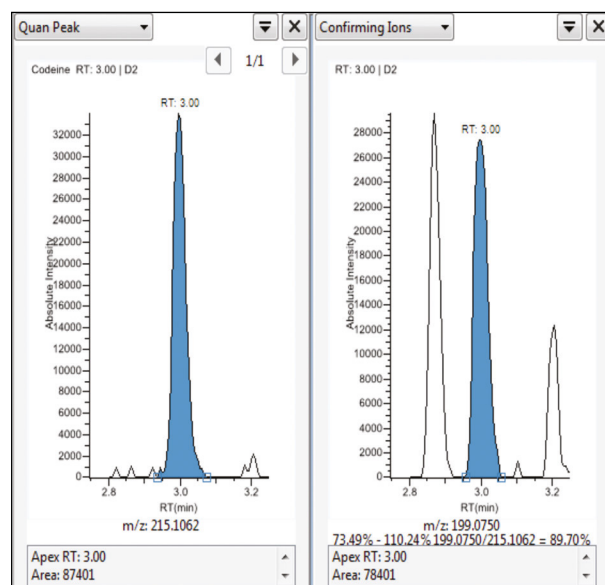 Quan Peak
1/1
Codeine RT: 3.00 | D2
RT: 3.00
32000
30000
28000
26000
24000
22000
20000
18000
16000
14000
12000
10000
8000
6000
4000
2000
0
Absolute Intensity
2.8 3.0 3.2
RT(min)
m/z: 215.1062
Apex RT: 3.00
Area: 87401
Confirming Ions
RT: 3.00 | D2
RT: 3.00
28000
26000
24000
22000
20000
18000
16000
14000
12000
10000
8000
6000
4000
2000
0
Absolute Intensity
2.8 3.0 3.2
RT(min)
m/z: 199.0750
73.49% - 110.24% 199.0750/215.1062 = 89.70%
Apex RT: 3.00
Area: 78401